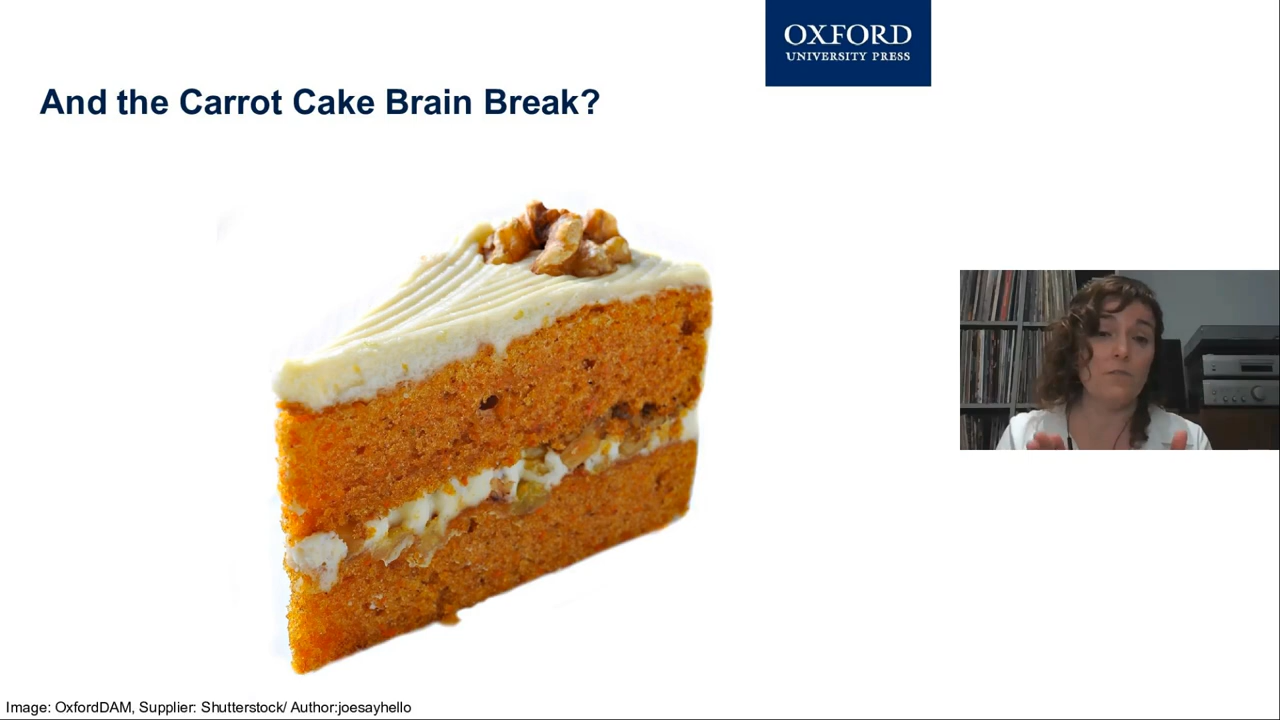 OXFORD
UNIVERSITY PRESS
And the Carrot Cake Brain Break?
Image: OxfordDAM, Supplier: Shutterstock/ Author:joesayhello